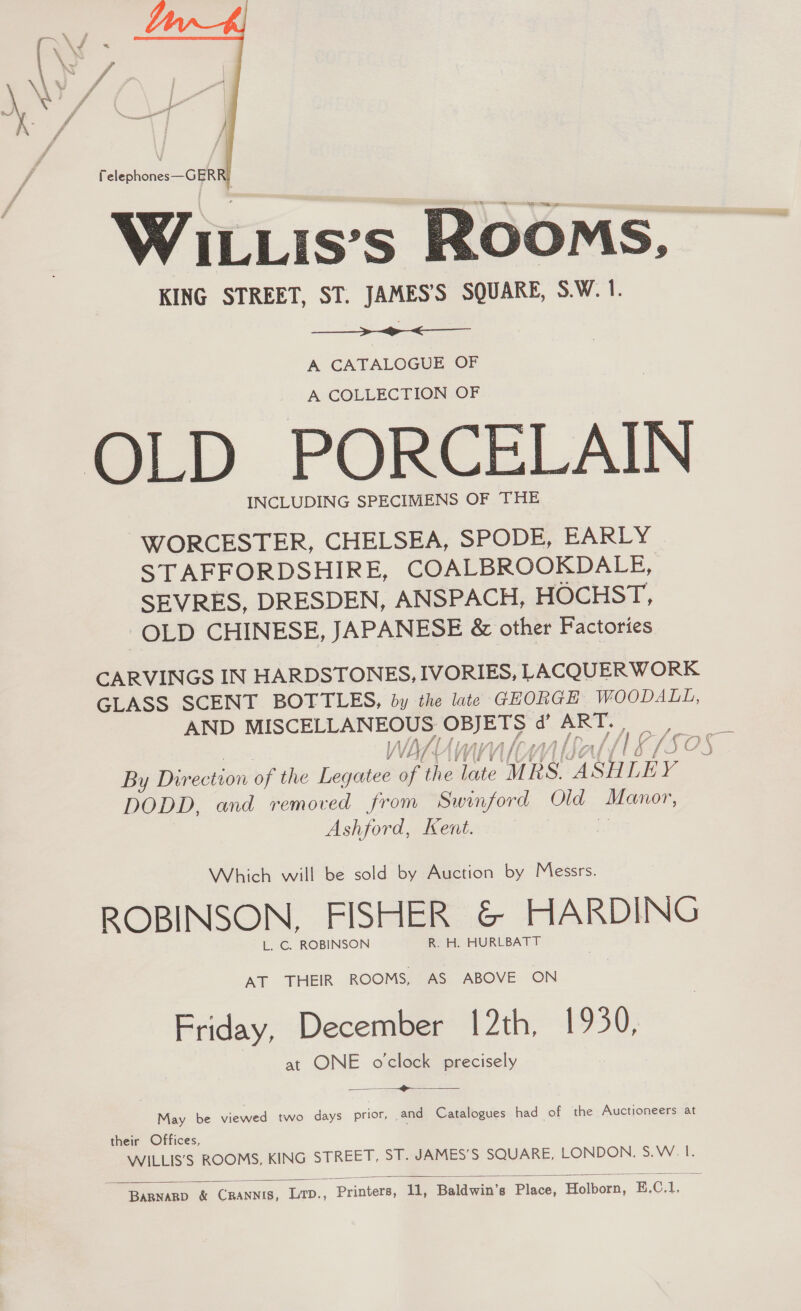 Telephones—GERR
WILLIS'S ROOMS,
KING STREET, ST. JAMES'S SQUARE, S.W. 1.
A CATALOGUE OF
A COLLECTION OF
OLD PORCELAIN
INCLUDING SPECIMENS OF THE
WORCESTER, CHELSEA, SPODE, EARLY
STAFFORDSHIRE, COALBROOKDALE,
SEVRES, DRESDEN, ANSPACH, HÖCHST,
OLD CHINESE, JAPANESE & other Factories
CARVINGS IN HARDSTONES, IVORIES, LACQUERWORK
GLASS SCENT BOTTLES, by the late GEORGE WOODALL,
AND MISCELLANEOUS OBJETS d' ART.
By Direction of the Legatee of the late MRS. ASHLEY
DODD, and removed from Swinford Old Manor,
Ashford, Kent.
Which will be sold by Auction by Messrs.
ROBINSON, FISHER & HARDING
L. C. ROBINSON R. H. HURLBATT
AT THEIR ROOMS, AS ABOVE ON
Friday, December 12th, 1930,
at ONE o'clock precisely
May be viewed two days prior, and Catalogues had of the Auctioneers at
their Offices,
WILLIS'S ROOMS, KING STREET, ST. JAMES'S SQUARE, LONDON, S.W. 1.
BARNARD & CRANNIS, LTD., Printers, 11, Baldwin's Place, Holborn, E.C.1.